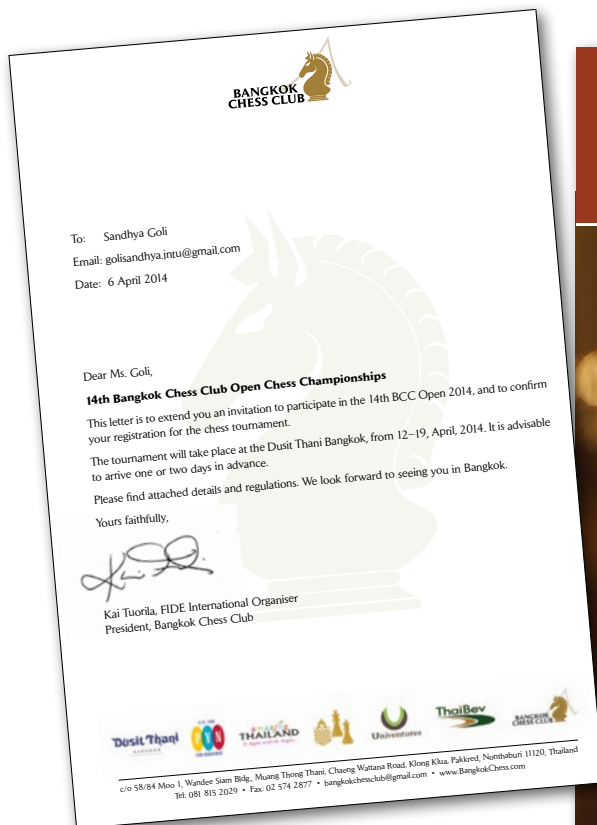 BANGKOK
CHESS CLUB
To: Sandhya Goli
Email: golisandhya.jntu@gmail.com
Date: 6 April 2014
Dear Ms. Goli,
14th Bangkok Chess Club Open Chess Championships
This letter is to extend you an invitation to participate in the 14th BCC Open 2014, and to confirm
your registration for the chess tournament.
The tournament will take place at the Dusit Thani Bangkok, from 12–19, April, 2014. It is advisable
to arrive one or two days in advance.
Please find attached details and regulations. We look forward to seeing you in Bangkok.
Yours faithfully,
Kai Tuorila, FIDE International Organiser
President, Bangkok Chess Club
Dusit Thani
BANGKOK
THAILAND
Univentures
ThaiBev
BANGKOK
CHESS CLUB
c/o 58/84 Moo 1, Wandee Siam Bldg., Muang Thong Thani, Chaeng Wattana Road, Klong Klua, Pakkred, Nonthaburi 11120, Thailand
Tel: 081 815 2029 • Fax: 02 574 2877 • bangkokchessclub@gmail.com • www.BangkokChess.com